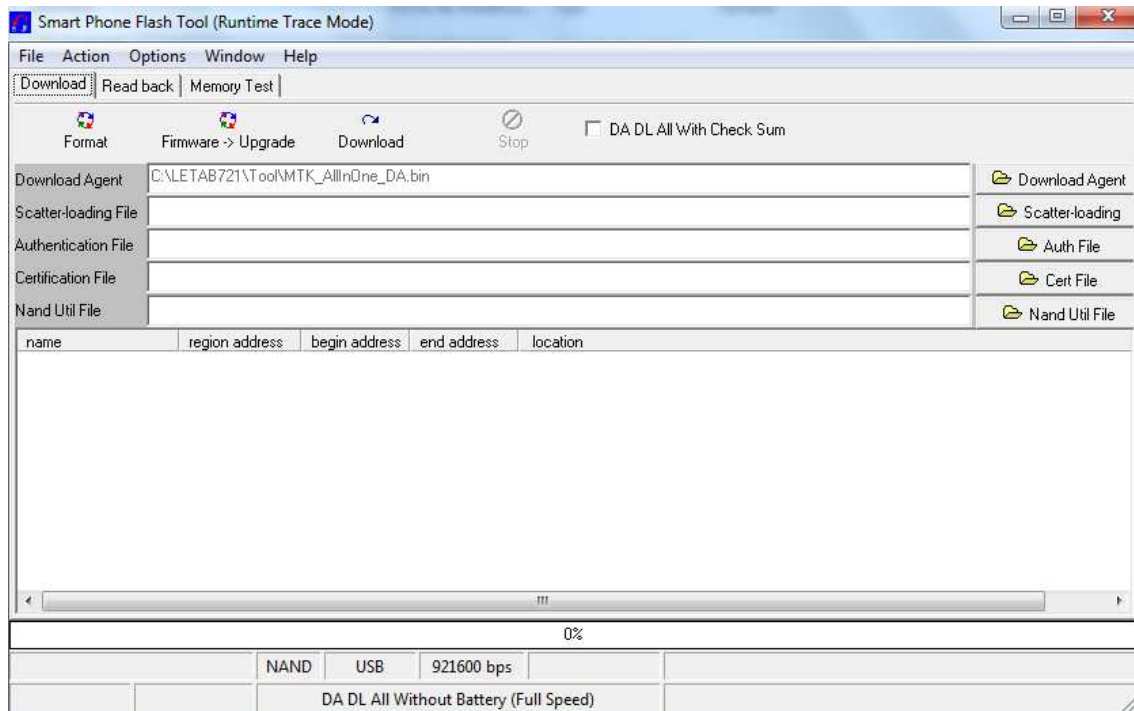 Smart Phone Flash Tool (Runtime Trace Mode)
File Action Options Window Help
Download Read back Memory Test
Format Firmware -> Upgrade Download Stop DA DL All With Check Sum
Download Agent C:\LETAB721\Tool\MTK_AllInOne_DA.bin Download Agent
Scatter-loading File Scatter-loading
Authentication File Auth File
Certification File Cert File
Nand Util File Nand Util File
name region address begin address end address location
0%
NAND USB 921600 bps
DA DL All Without Battery (Full Speed)